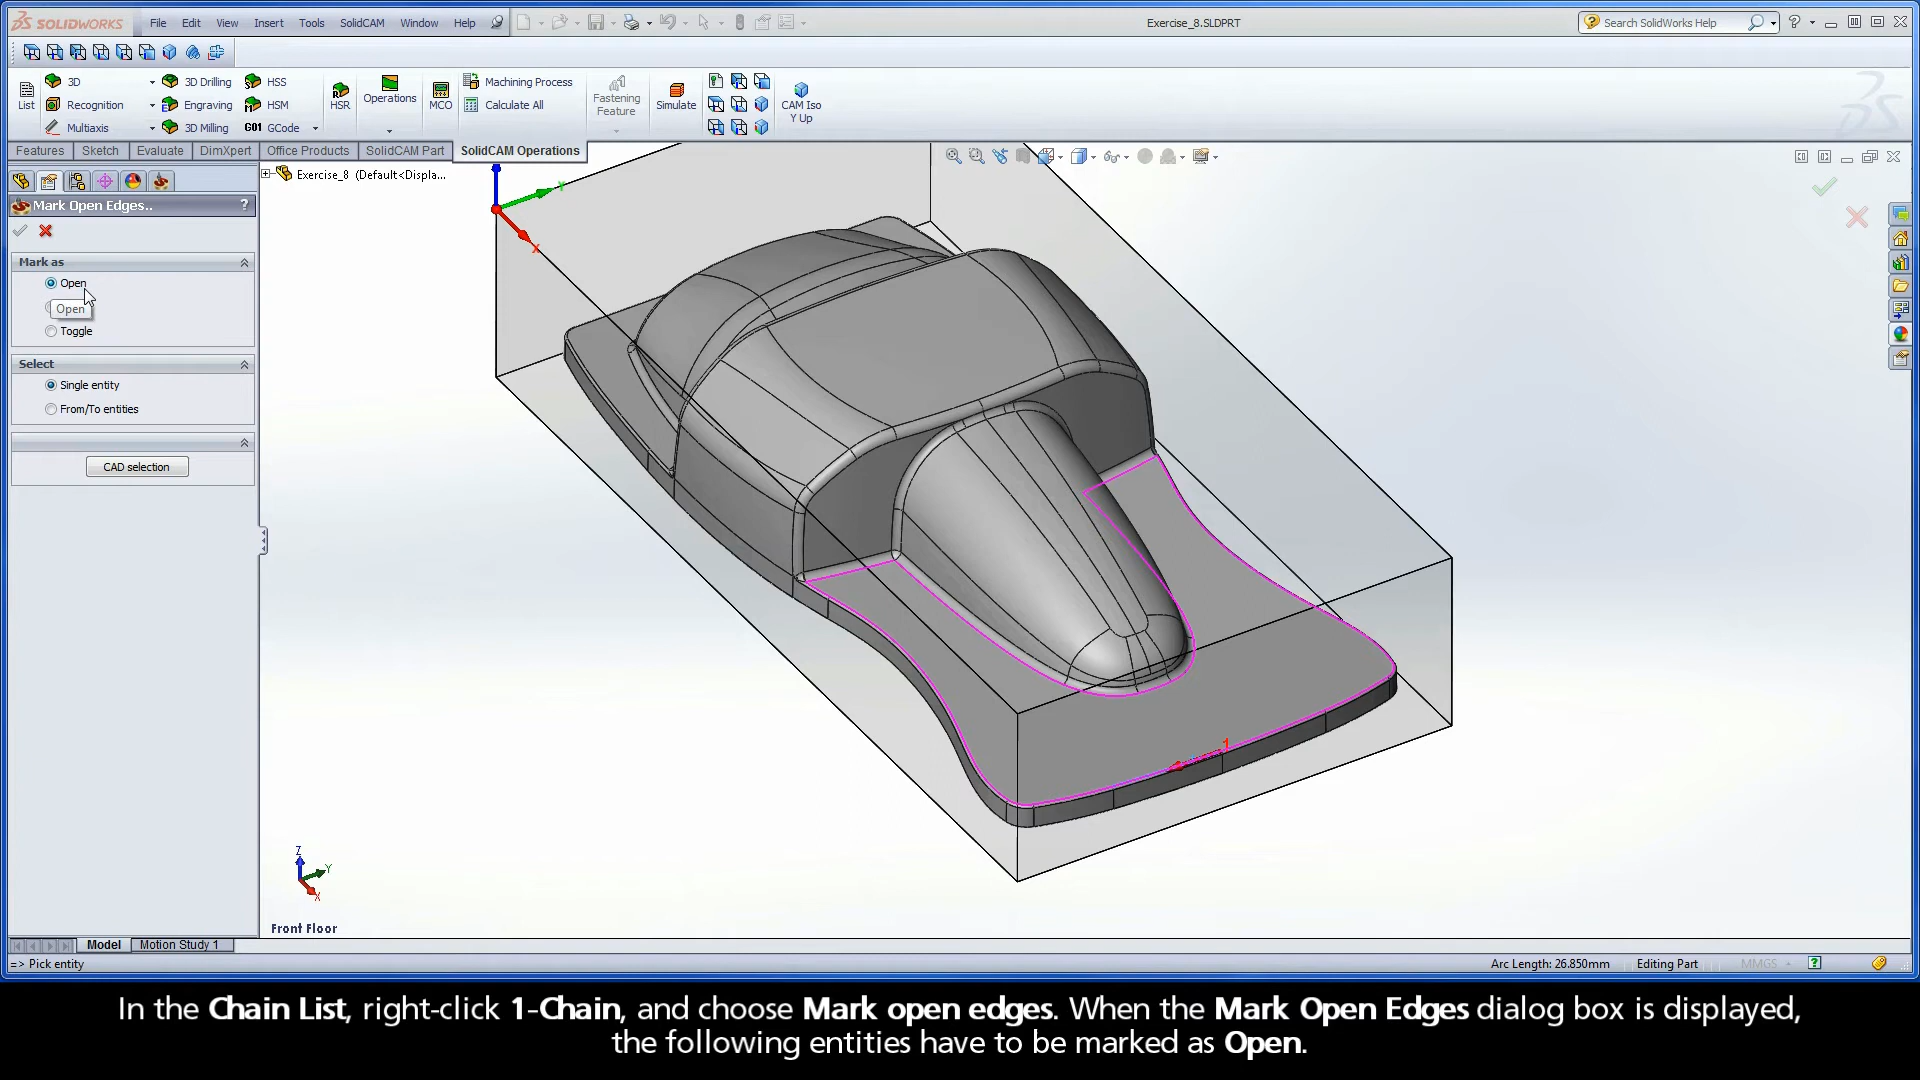 SOLIDWORKS File Edit View Insert Tools SolidCAM Window Help Exercise_8.SLDPRT Search SolidWorks Help
List 3D 3D Drilling HSS HSR Operations MCO Machining Process Fastening Feature Simulate CAM Iso Y Up
Recognition Engraving HSM Calculate All
Multiaxis 3D Milling G01 GCode
Features Sketch Evaluate DimXpert Office Products SolidCAM Part SolidCAM Operations
Exercise_8 (Default<Displa...
Mark Open Edges.. ?
Mark as
Open
Open
Toggle
Select
Single entity
From/To entities
CAD selection
Y
X
1
Z
Y
X
Front Floor
Model Motion Study 1
=> Pick entity Arc Length: 26.850mm Editing Part MMGS
In the Chain List, right-click 1-Chain, and choose Mark open edges. When the Mark Open Edges dialog box is displayed,
the following entities have to be marked as Open.